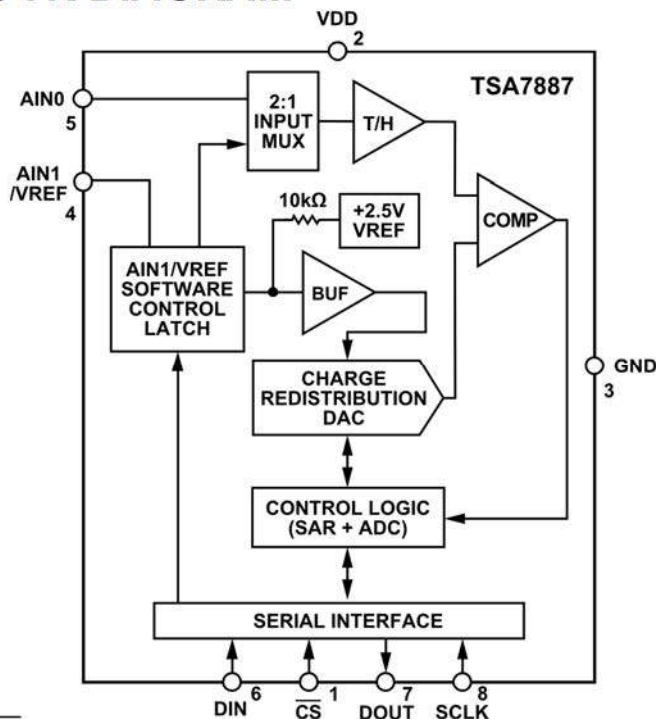 VDD
2
TSA7887
AIN0
5
2:1
INPUT
MUX
T/H
AIN1
/VREF
4
10kΩ
+2.5V
VREF
COMP
AIN1/VREF
SOFTWARE
CONTROL
LATCH
BUF
GND
3
CHARGE
REDISTRIBUTION
DAC
CONTROL LOGIC
(SAR + ADC)
SERIAL INTERFACE
DIN
6
CS
1
DOUT
7
SCLK
8